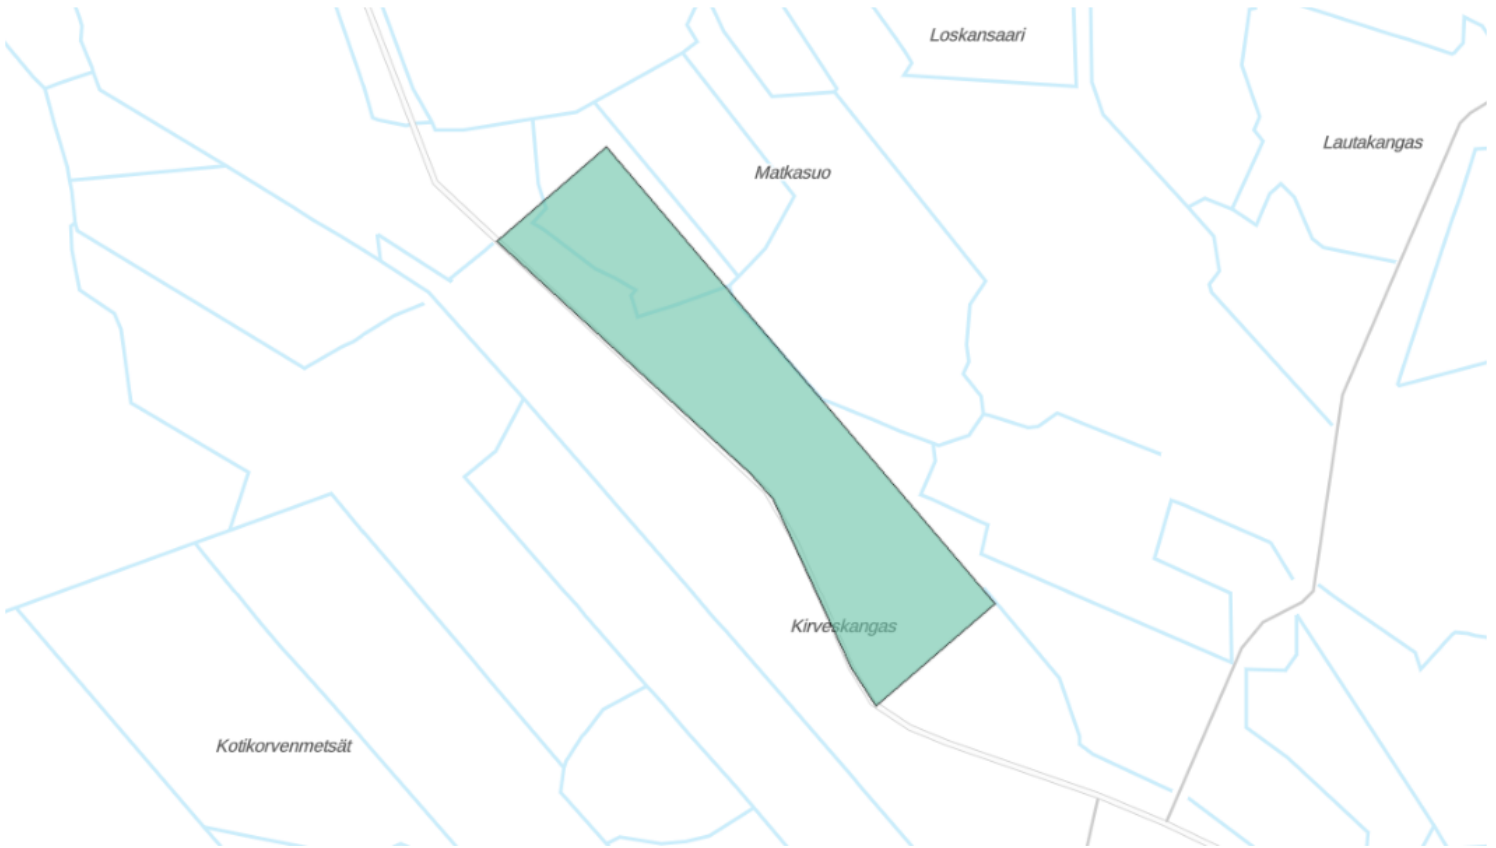 Loskansaari
Lautakangas
Matkasuo
Kirveskangas
Kotikorvenmetsät